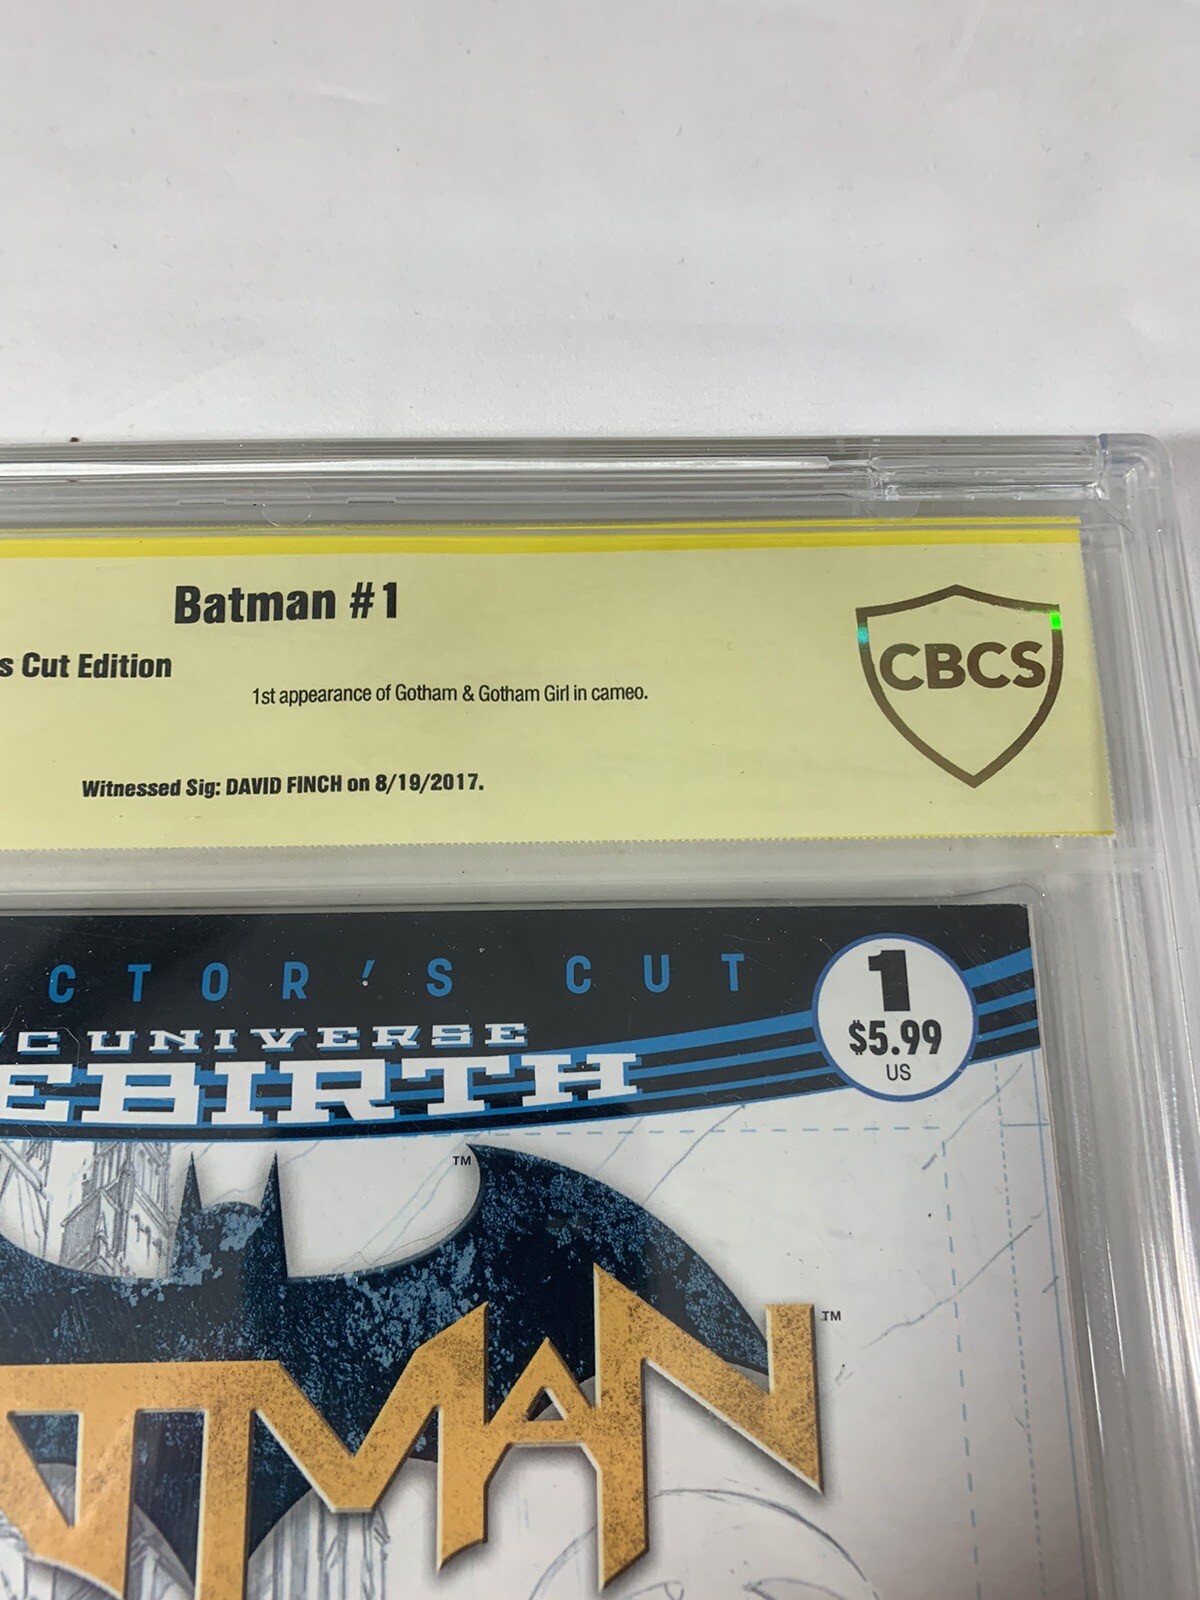 Batman #1
s Cut Edition
1st appearance of Gotham & Gotham Girl in cameo.
Witnessed Sig: DAVID FINCH on 8/19/2017.
CBCS
CTOR'S CUT
1
$5.99
US
C UNIVERSE
EBIRTH
TM
ATMAN
TM